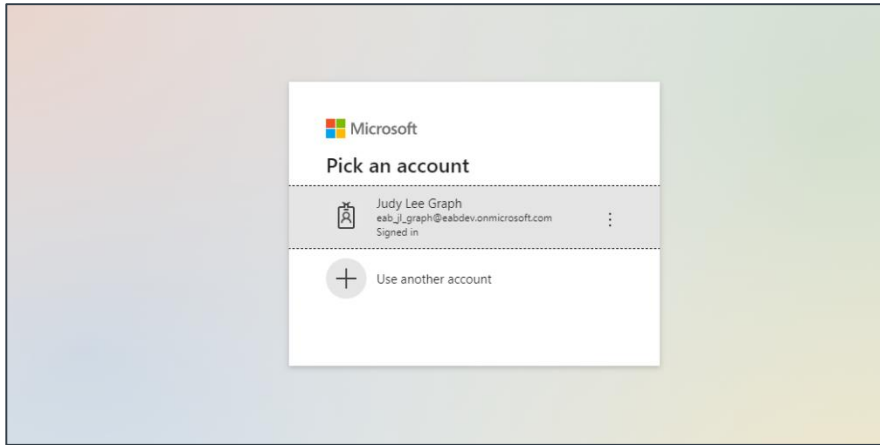 Microsoft
Pick an account
Judy Lee Graph
eab_jl_graph@eabdev.onmicrosoft.com
Signed in
Use another account